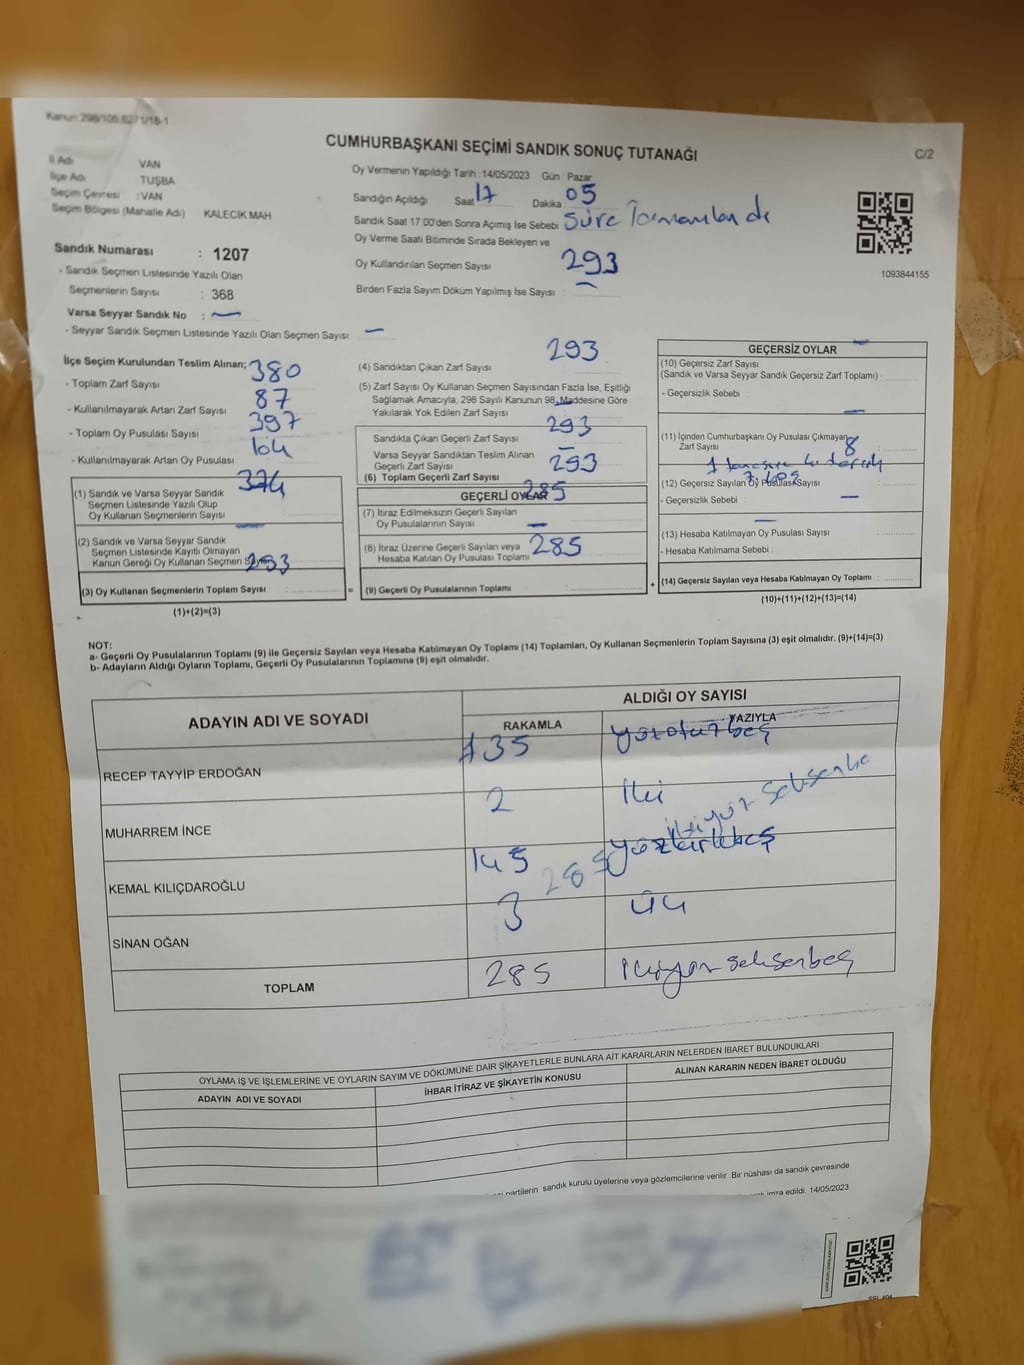 Kanun: 298/105,6271/18-1
CUMHURBAŞKANI SEÇİMİ SANDIK SONUÇ TUTANAĞI
C/2
İl Adı VAN
İlçe Adı TUŞBA
Seçim Çevresi : VAN
Seçim Bölgesi (Mahalle Adı) KALECİK MAH
Sandık Numarası : 1207
- Sandık Seçmen Listesinde Yazılı Olan
Seçmenlerin Sayısı : 368
Varsa Seyyar Sandık No : —
- Seyyar Sandık Seçmen Listesinde Yazılı Olan Seçmen Sayısı : —
Oy Vermenin Yapıldığı Tarih : 14/05/2023 Gün : Pazar
Sandığın Açıldığı Saat 17 Dakika 05
Sandık Saat 17:00'den Sonra Açımış İse Sebebi Süre
Oy Verme Saati Bitiminde Sırada Bekleyen ve
Oy Kullandırılan Seçmen Sayısı 293
Birden Fazla Sayım Döküm Yapılmış İse Sayısı : —
1093844155
İlçe Seçim Kurulundan Teslim Alınan;
- Toplam Zarf Sayısı 380
- Kullanılmayarak Artan Zarf Sayısı 87
- Toplam Oy Pusulası Sayısı 397
- Kullanılmayarak Artan Oy Pusulası 104
(1) Sandık ve Varsa Seyyar Sandık
Seçmen Listesinde Yazılı Olup
Oy Kullanan Seçmenlerin Sayısı
(2) Sandık ve Varsa Seyyar Sandık
Seçmen Listesinde Kayıtlı Olmayan
Kanun Gereği Oy Kullanan Seçmen Sayısı —
293
(3) Oy Kullanan Seçmenlerin Toplam Sayısı
(1)+(2)=(3)
(4) Sandıktan Çıkan Zarf Sayısı 293
(5) Zarf Sayısı Oy Kullanan Seçmen Sayısından Fazla İse, Eşitliği
Sağlamak Amacıyla, 298 Sayılı Kanunun 98. Maddesine Göre
Yakılarak Yok Edilen Zarf Sayısı —
Sandıkta Çıkan Geçerli Zarf Sayısı 293
Varsa Seyyar Sandıktan Teslim Alınan
Geçerli Zarf Sayısı —
(6) Toplam Geçerli Zarf Sayısı 293
GEÇERLİ OYLAR
(7) İtiraz Edilmeksizin Geçerli Sayılan
Oy Pusulalarının Sayısı 285
(8) İtiraz Üzerine Geçerli Sayılan veya
Hesaba Katılan Oy Pusulası Toplamı —
= (9) Geçerli Oy Pusulalarının Toplamı 285
GEÇERSİZ OYLAR
(10) Geçersiz Zarf Sayısı —
(Sandık ve Varsa Seyyar Sandık Geçersiz Zarf Toplamı) :
- Geçersizlik Sebebi : —
(11) İçinden Cumhurbaşkanı Oy Pusulası Çıkmayan
Zarf Sayısı
8
(12) Geçersiz Sayılan Oy Pusulası Sayısı
- Geçersizlik Sebebi : —
(13) Hesaba Katılmayan Oy Pusulası Sayısı —
- Hesaba Katılmama Sebebi :
+ (14) Geçersiz Sayılan veya Hesaba Katılmayan Oy Toplamı :
(10)+(11)+(12)+(13)=(14)
NOT:
a- Geçerli Oy Pusulalarının Toplamı (9) ile Geçersiz Sayılan veya Hesaba Katılmayan Oy Toplamı (14) Toplamları, Oy Kullanan Seçmenlerin Toplam Sayısına (3) eşit olmalıdır. (9)+(14)=(3)
b- Adayların Aldığı Oyların Toplamı, Geçerli Oy Pusulalarının Toplamına (9) eşit olmalıdır.
ADAYIN ADI VE SOYADI ALDIĞI OY SAYISI
RAKAMLA YAZIYLA
RECEP TAYYİP ERDOĞAN 135 yüzotuzbeş
MUHARREM İNCE 2 iki
KEMAL KILIÇDAROĞLU 145 yüzkırkbeş
285 ikiyüz
SİNAN OĞAN 3 üç
TOPLAM 285 ikiyüz seksenbeş
OYLAMA İŞ VE İŞLEMLERİNE VE OYLARIN SAYIM VE DÖKÜMÜNE DAİR ŞİKAYETLERLE BUNLARA AİT KARARLARIN NELERDEN İBARET BULUNDUKLARI
ADAYIN ADI VE SOYADI İHBAR İTİRAZ VE ŞİKAYETİN KONUSU ALINAN KARARIN NEDEN İBARET OLDUĞU
partilerin sandık kurulu üyelerine veya gözlemcilerine verilir. Bir nüshası da sandık çevresinde
imza edildi. 14/05/2023